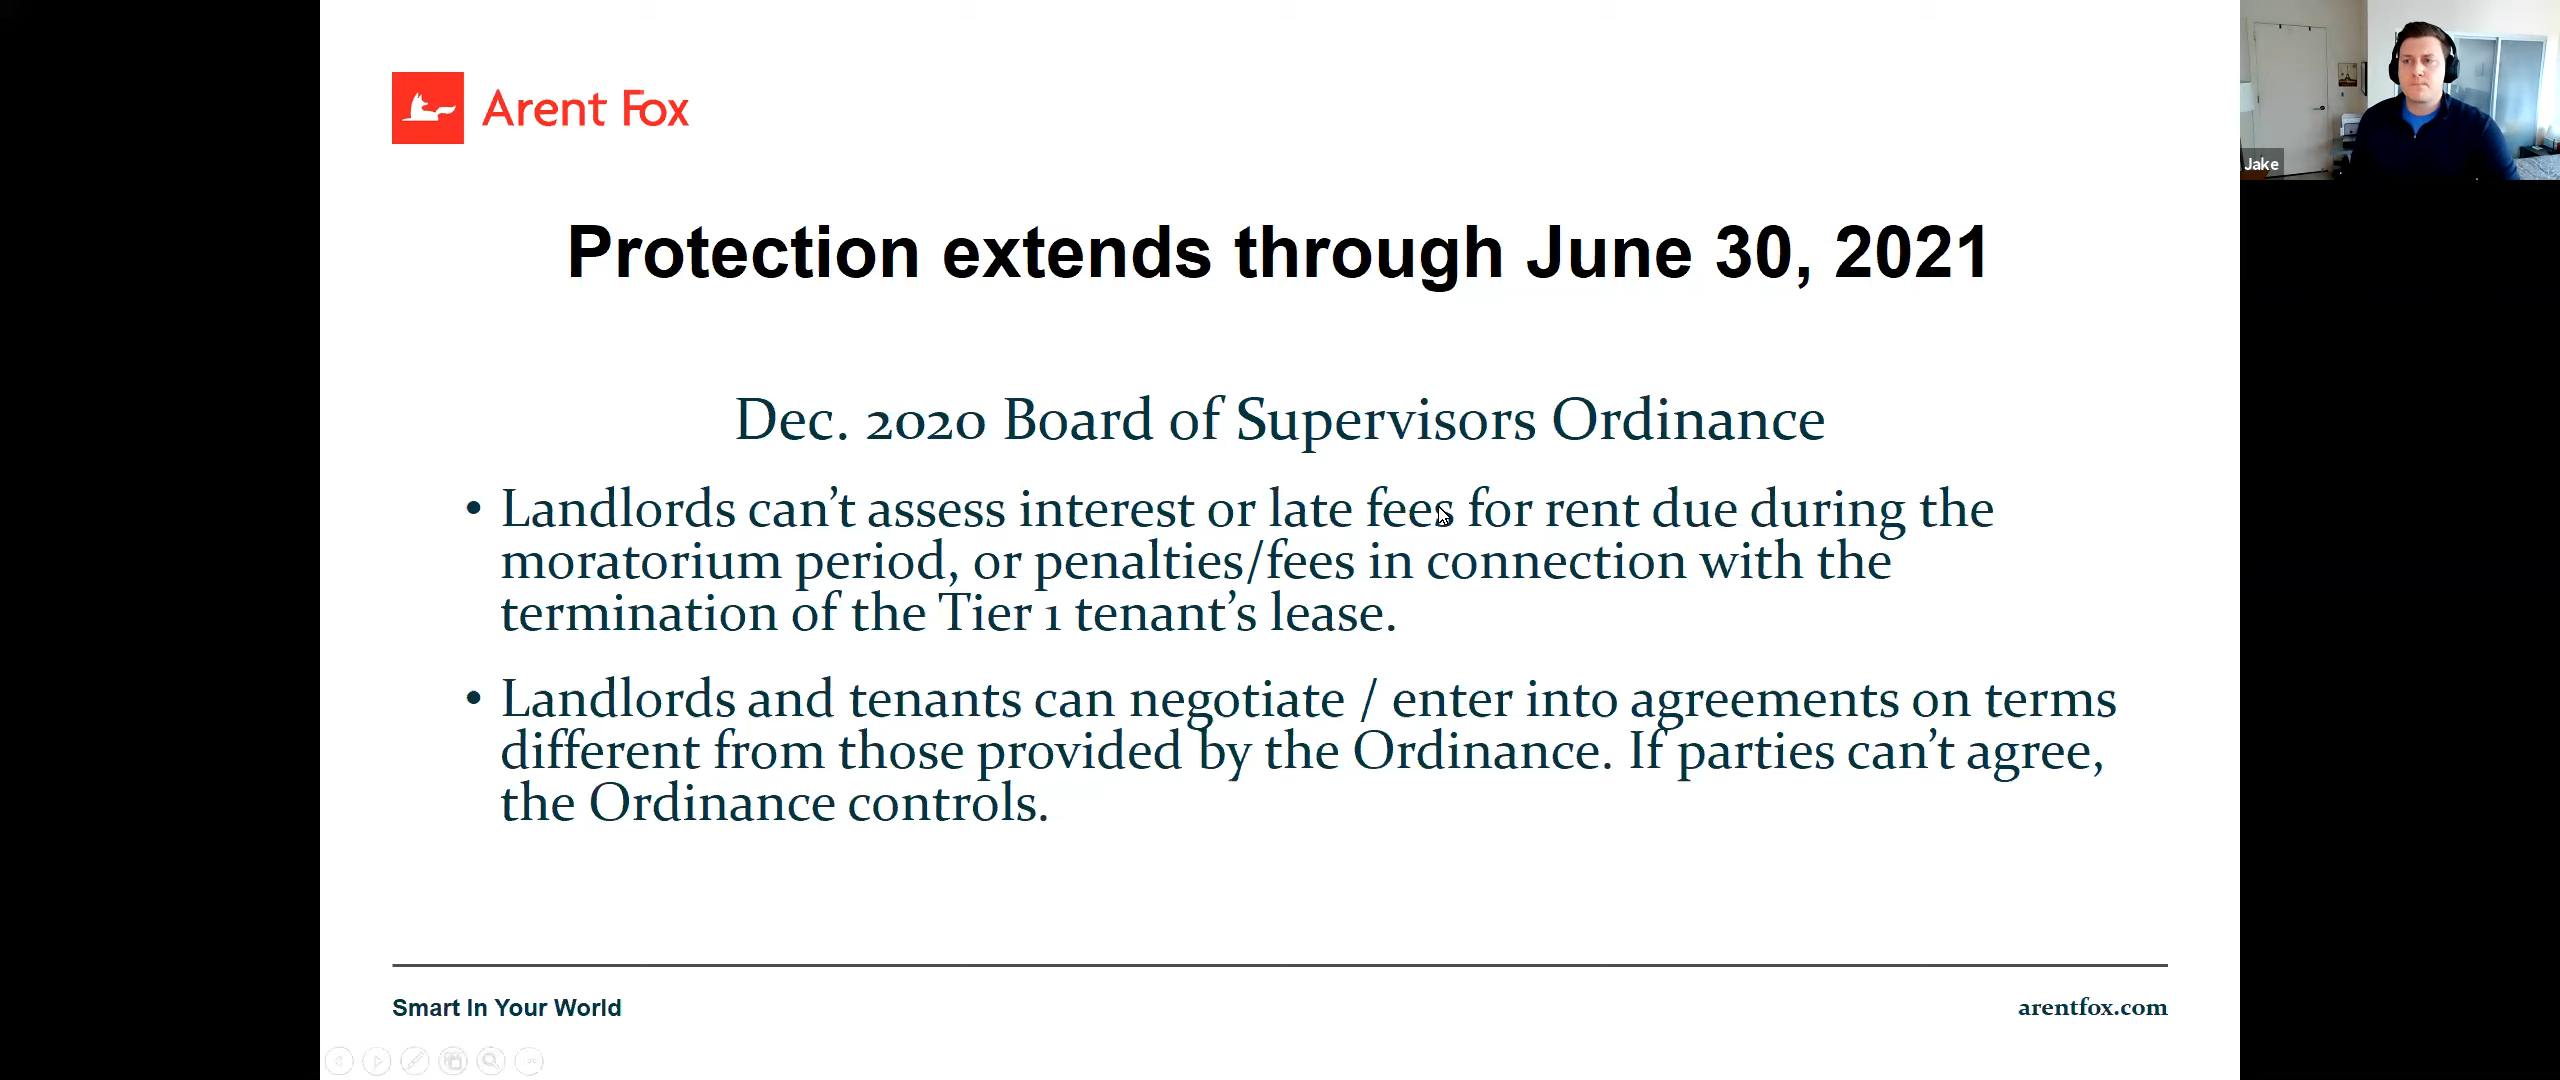 Arent Fox
Jake
Protection extends through June 30, 2021
Dec. 2020 Board of Supervisors Ordinance
• Landlords can’t assess interest or late fees for rent due during the
moratorium period, or penalties/fees in connection with the
termination of the Tier 1 tenant’s lease.
• Landlords and tenants can negotiate / enter into agreements on terms
different from those provided by the Ordinance. If parties can’t agree,
the Ordinance controls.
Smart In Your World
arentfox.com